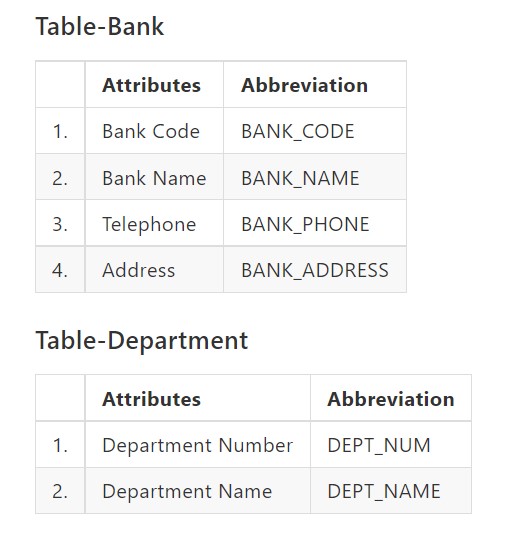 Table-Bank
Attributes Abbreviation
1. Bank Code BANK_CODE
2. Bank Name BANK_NAME
3. Telephone BANK_PHONE
4. Address BANK_ADDRESS
Table-Department
Attributes Abbreviation
1. Department Number DEPT_NUM
2. Department Name DEPT_NAME